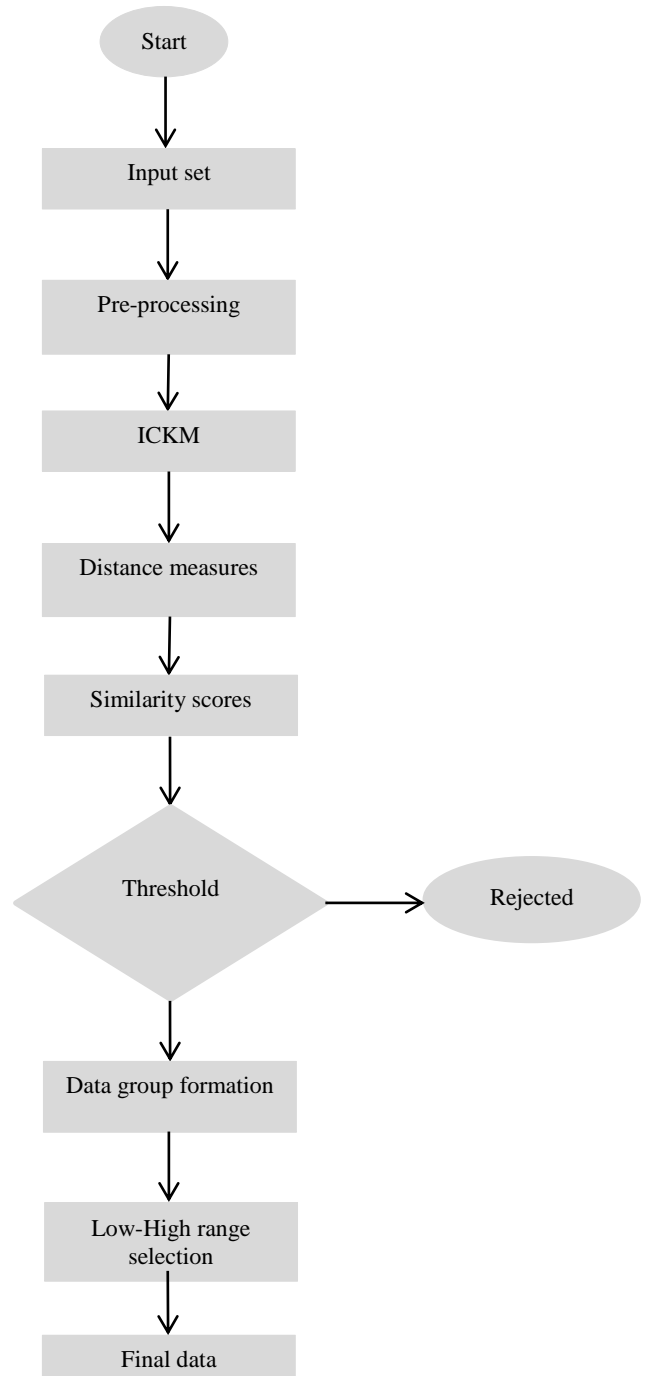 Start
Input set
Pre-processing
ICKM
Distance measures
Similarity scores
Threshold
Rejected
Data group formation
Low-High range
selection
Final data